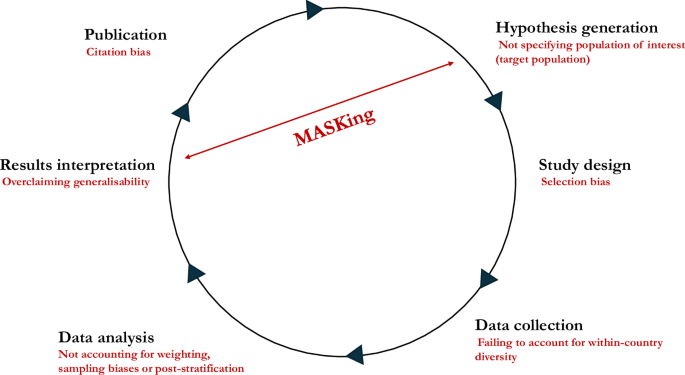 Publication
Citation bias
Hypothesis generation
Not specifying population of interest
(target population)
MASKing
Results interpretation
Overclaiming generalisability
Study design
Selection bias
Data analysis
Not accounting for weighting,
sampling biases or post-stratification
Data collection
Failing to account for within-country
diversity